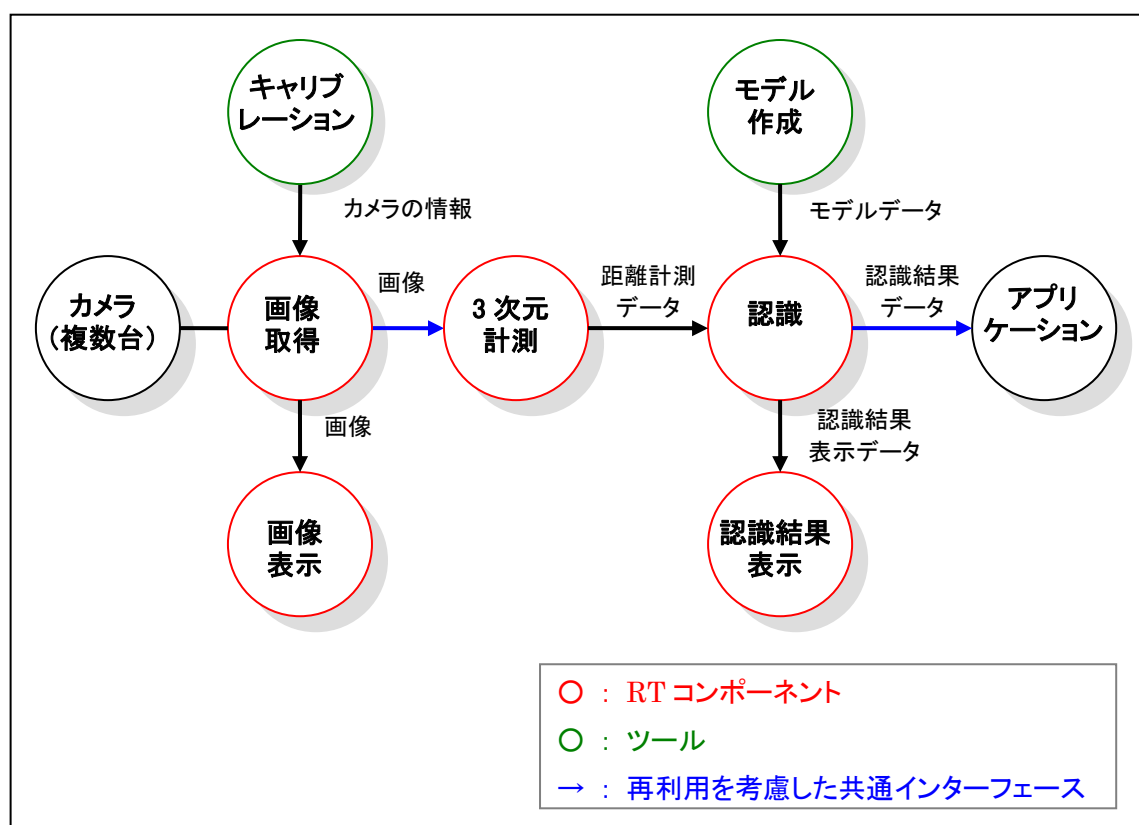 キャリブ
レーション
モデル
作成
カメラの情報
モデルデータ
カメラ
(複数台)
画像
取得
画像
3 次元
計測
距離計測
データ
認識
認識結果
データ
アプリ
ケーション
画像
認識結果
表示データ
画像
表示
認識結果
表示
○ : RT コンポーネント
○ : ツール
→ : 再利用を考慮した共通インターフェース